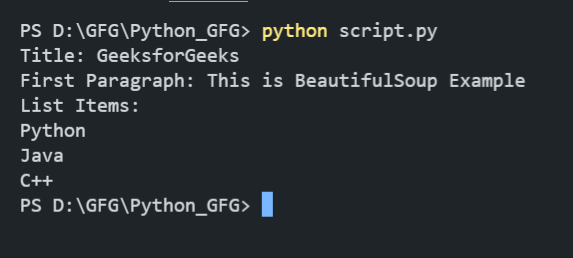 PS D:\GFG\Python_GFG> python script.py
Title: GeeksforGeeks
First Paragraph: This is BeautifulSoup Example
List Items:
Python
Java
C++
PS D:\GFG\Python_GFG>